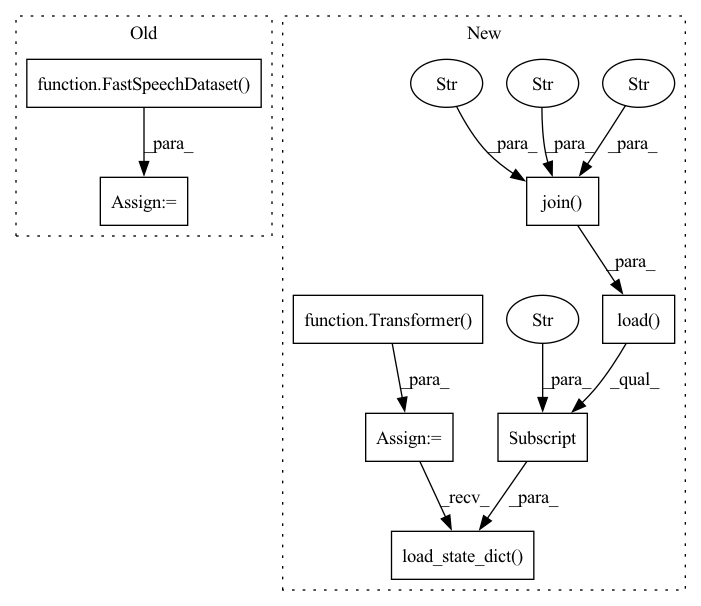 Old
New
function.FastSpeechDataset()
Str
Str
Str
_para_
_para_
_para_
_para_
Assign:=
join()
_para_
function.Transformer()
Str
load()
_para_
_para_
_qual_
Assign:=
Subscript
_recv_
_para_
load_state_dict()